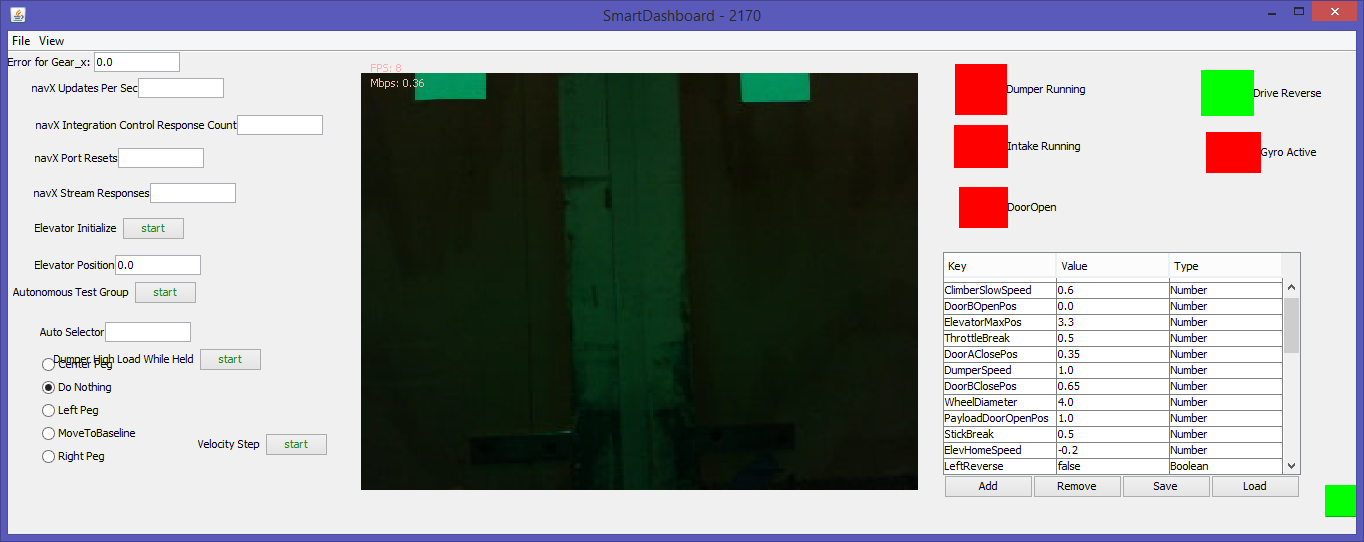 SmartDashboard - 2170
File View
Error for Gear_x: 0.0
navX Updates Per Sec
navX Integration Control Response Count
navX Port Resets
navX Stream Responses
Elevator Initialize start
Elevator Position 0.0
Autonomous Test Group start
Auto Selector
Dumper High Load While Held start
Center Peg
Do Nothing
Left Peg
MoveToBaseline
Right Peg
Velocity Step start
FPS: 8
Mbps: 0.36
Dumper Running
Drive Reverse
Intake Running
Gyro Active
DoorOpen
Key Value Type
ClimberSlowSpeed 0.6 Number
DoorBOpenPos 0.0 Number
ElevatorMaxPos 3.3 Number
ThrottleBreak 0.5 Number
DoorAClosePos 0.35 Number
DumperSpeed 1.0 Number
DoorBClosePos 0.65 Number
WheelDiameter 4.0 Number
PayloadDoorOpenPos 1.0 Number
StickBreak 0.5 Number
ElevHomeSpeed -0.2 Number
LeftReverse false Boolean
Add Remove Save Load